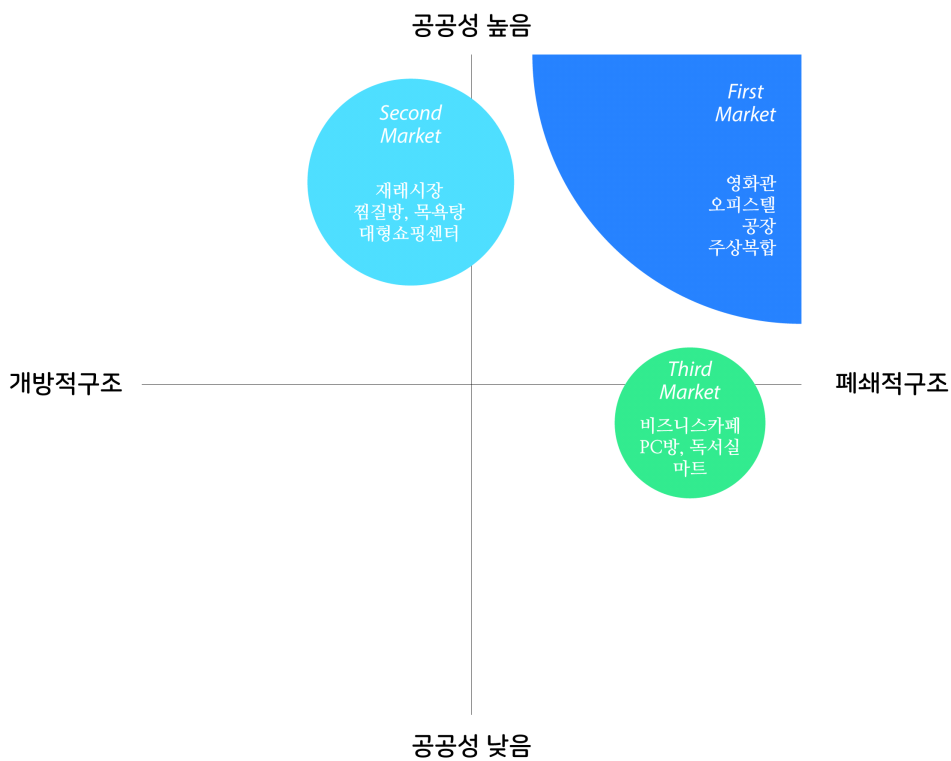 공공성 높음
Second
Market
재래시장
찜질방, 목욕탕
대형쇼핑센터
First
Market
영화관
오피스텔
공장
주상복합
개방적구조
폐쇄적구조
Third
Market
비즈니스카페
PC방, 독서실
마트
공공성 낮음